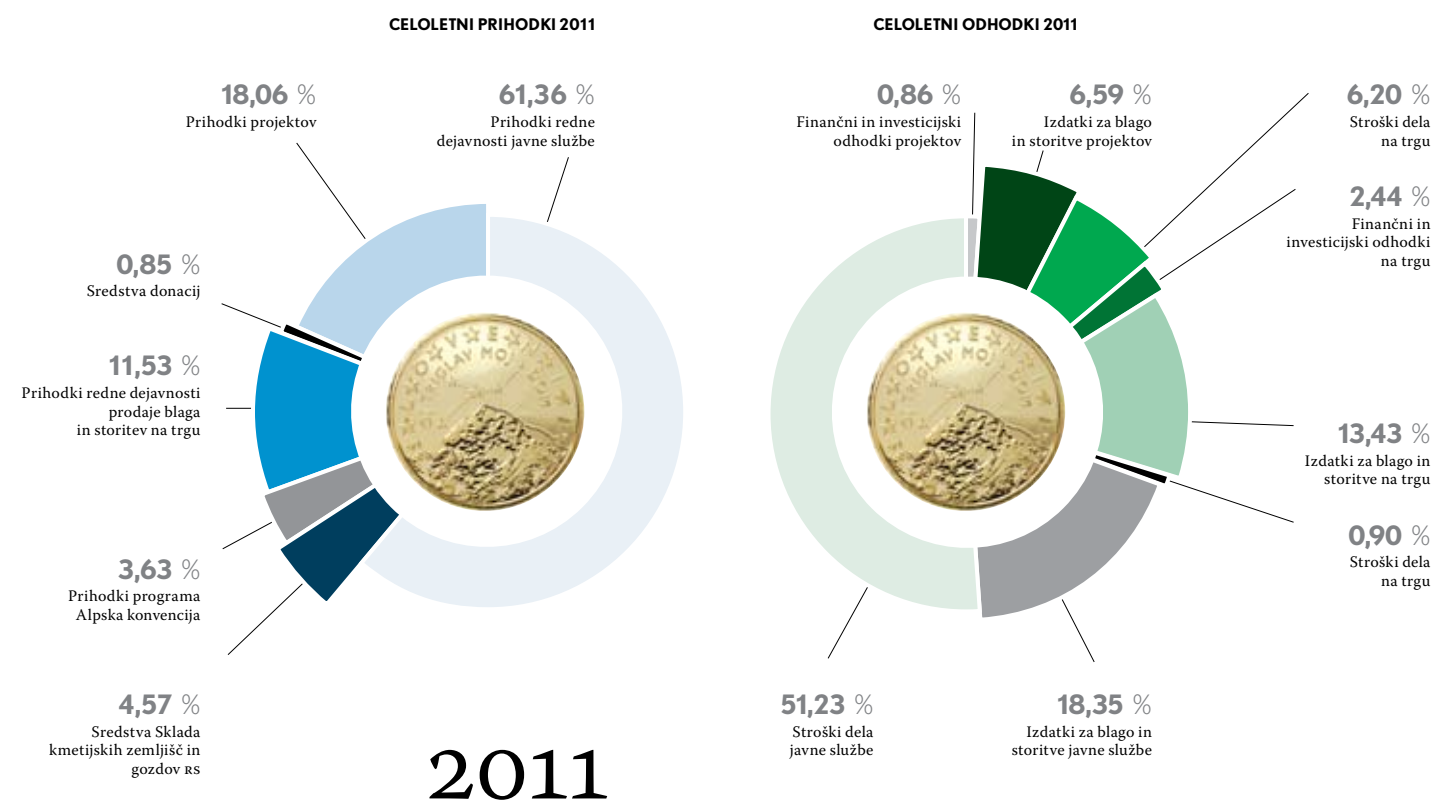 CELOLETNI PRIHODKI 2011
18,06 %
Prihodki projektov
61,36 %
Prihodki redne
dejavnosti javne službe
0,85 %
Sredstva donacij
11,53 %
Prihodki redne dejavnosti
prodaje blaga
in storitev na trgu
3,63 %
Prihodki programa
Alpska konvencija
4,57 %
Sredstva Sklada
kmetijskih zemljišč in
gozdov RS
CELOLETNI ODHODKI 2011
0,86 %
Finančni in investicijski
odhodki projektov
6,59 %
Izdatki za blago
in storitve projektov
6,20 %
Stroški dela
na trgu
2,44 %
Finančni in
investicijski odhodki
na trgu
13,43 %
Izdatki za blago in
storitve na trgu
0,90 %
Stroški dela
na trgu
51,23 %
Stroški dela
javne službe
18,35 %
Izdatki za blago in
storitve javne službe
2011